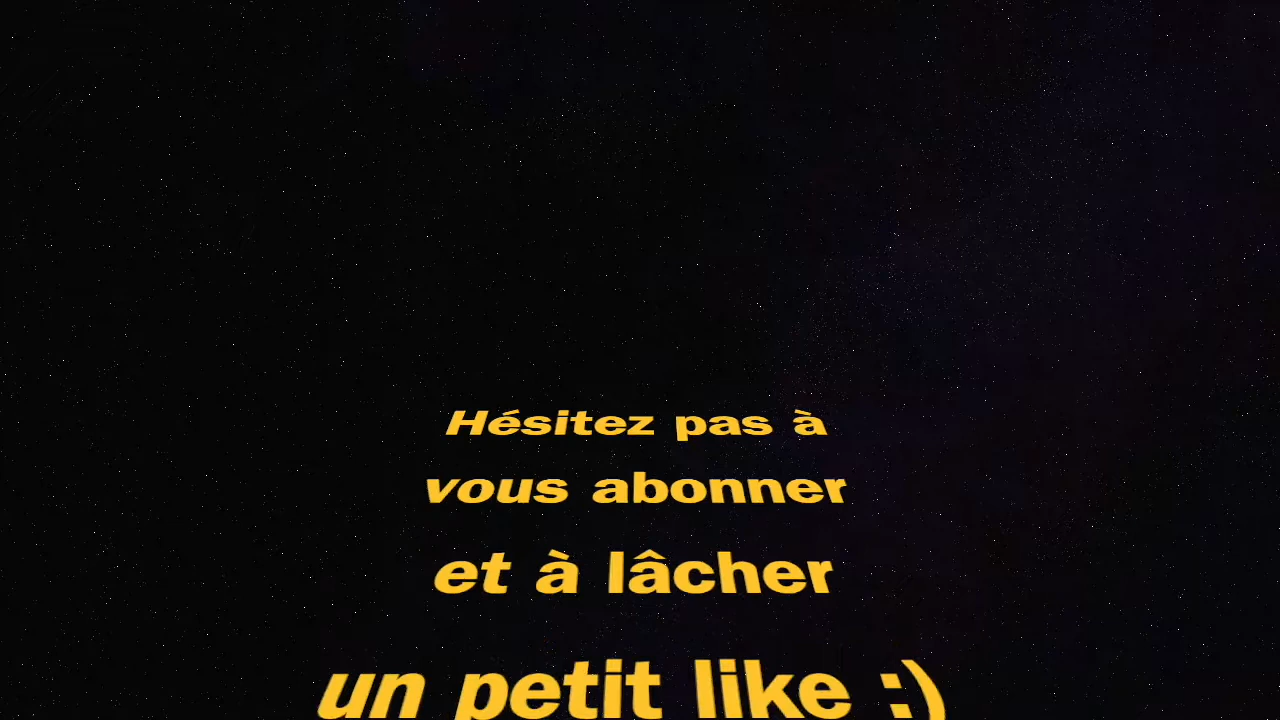 Hésitez pas à
vous abonner
et à lâcher
un petit like :)